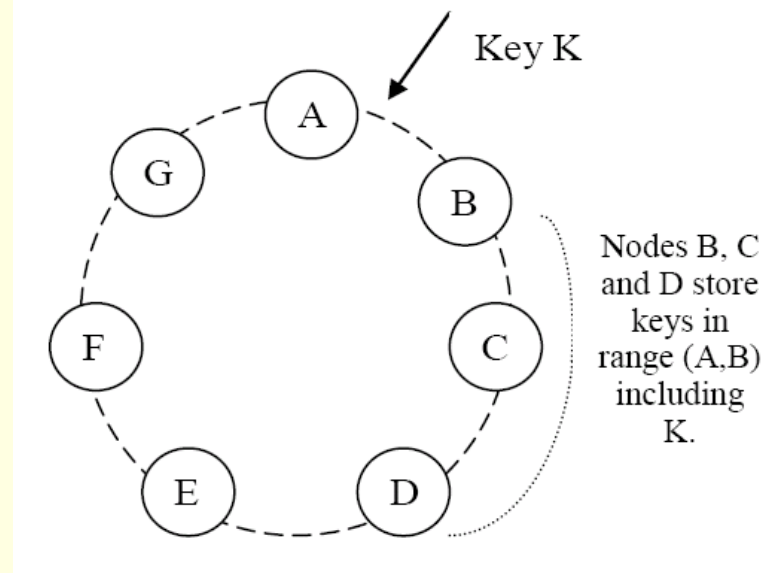 Key K
A
G
B
Nodes B, C
and D store
keys in
range (A,B)
including
K.
F
C
E
D